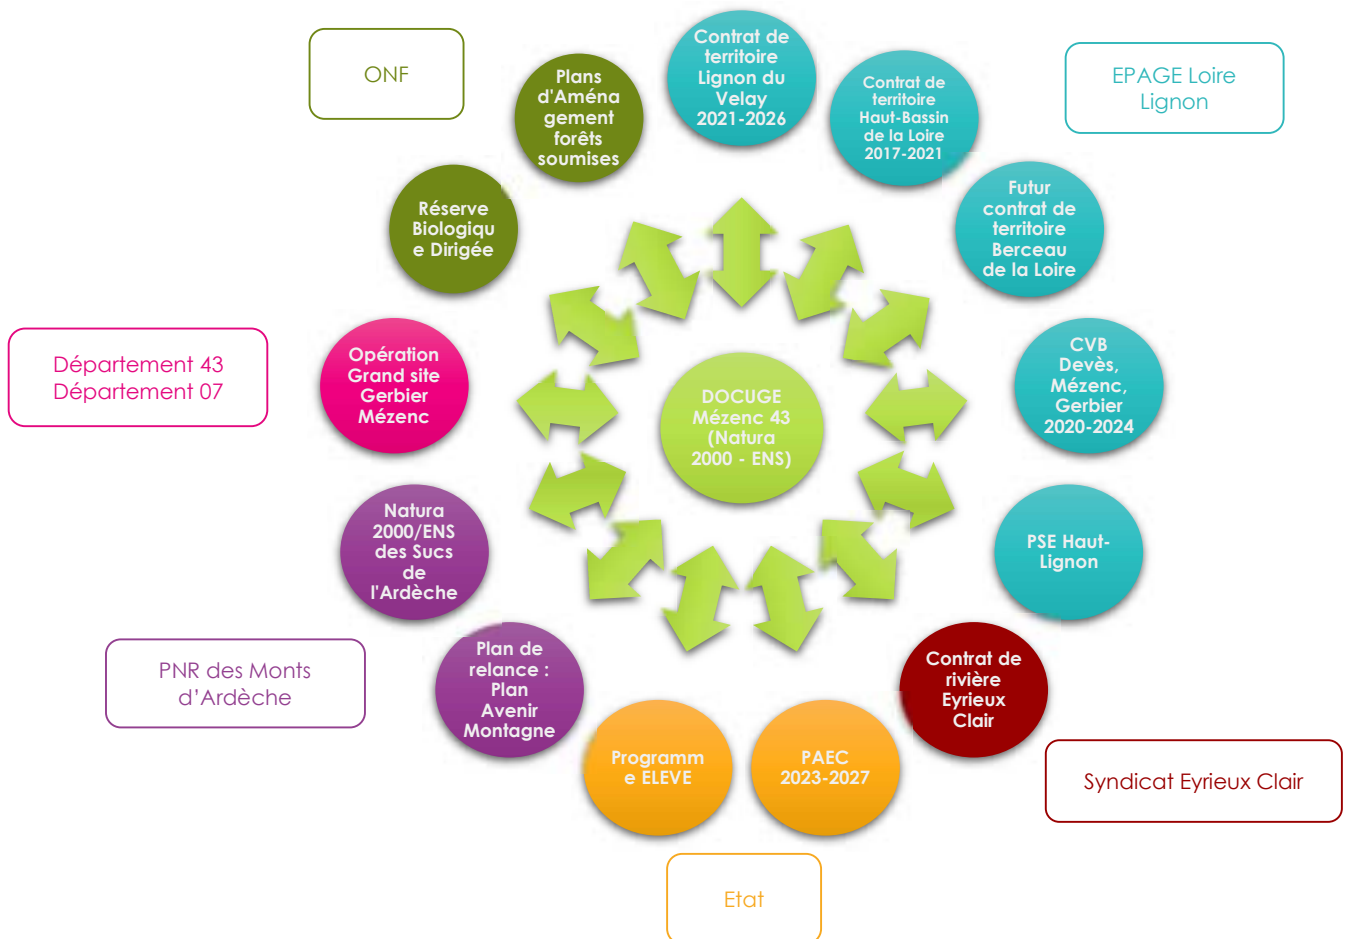 ONF
Plans
d'Aména
gement
forêts
soumises
Contrat de
territoire
Lignon du
Velay
2021-2026
Contrat de
territoire
Haut-Bassin
de la Loire
2017-2021
EPAGE Loire
Lignon
Réserve
Biologiqu
e Dirigée
Futur
contrat de
territoire
Berceau
de la Loire
Département 43
Département 07
Opération
Grand site
Gerbier
Mézenc
DOCUGE
Mézenc 43
(Natura
2000 - ENS)
CVB
Devès,
Mézenc,
Gerbier
2020-2024
Natura
2000/ENS
des Sucs
de
l'Ardèche
PSE Haut-
Lignon
PNR des Monts
d'Ardèche
Plan de
relance :
Plan
Avenir
Montagne
Contrat de
rivière
Eyrieux
Clair
Programm
e ELEVE
PAEC
2023-2027
Syndicat Eyrieux Clair
Etat